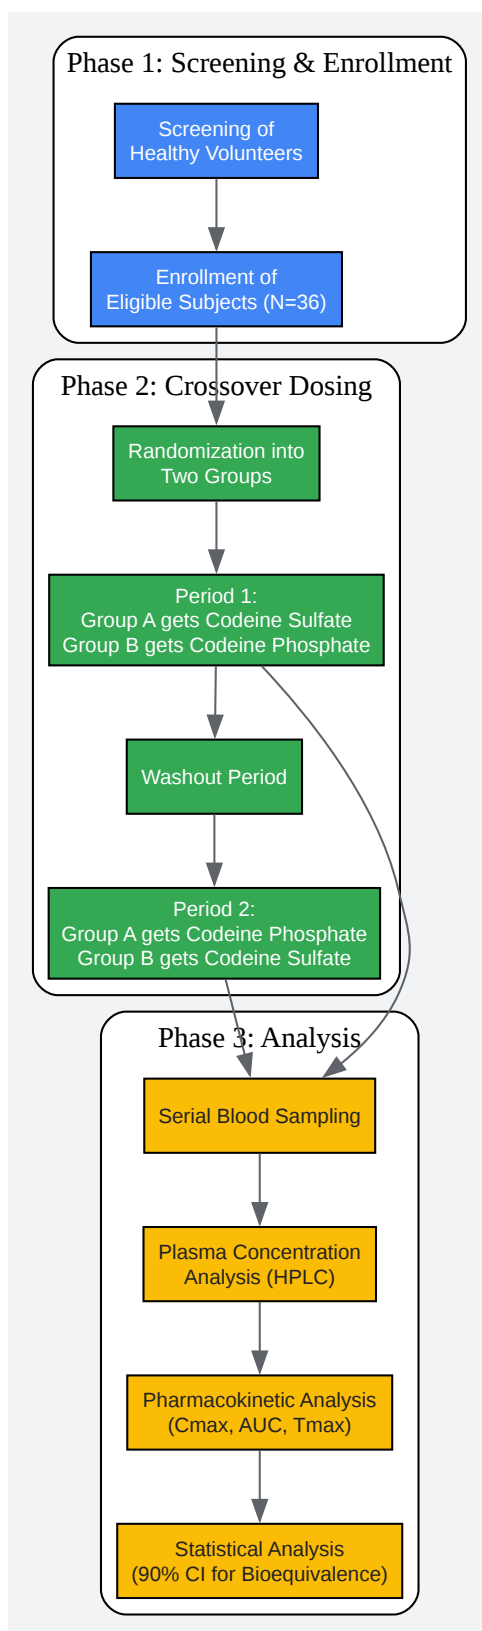 Phase 1: Screening & Enrollment
Screening of
Healthy Volunteers
Enrollment of
Eligible Subjects (N=36)
Phase 2: Crossover Dosing
Randomization into
Two Groups
Period 1:
Group A gets Codeine Sulfate
Group B gets Codeine Phosphate
Washout Period
Period 2:
Group A gets Codeine Phosphate
Group B gets Codeine Sulfate
Phase 3: Analysis
Serial Blood Sampling
Plasma Concentration
Analysis (HPLC)
Pharmacokinetic Analysis
(Cmax, AUC, Tmax)
Statistical Analysis
(90% CI for Bioequivalence)